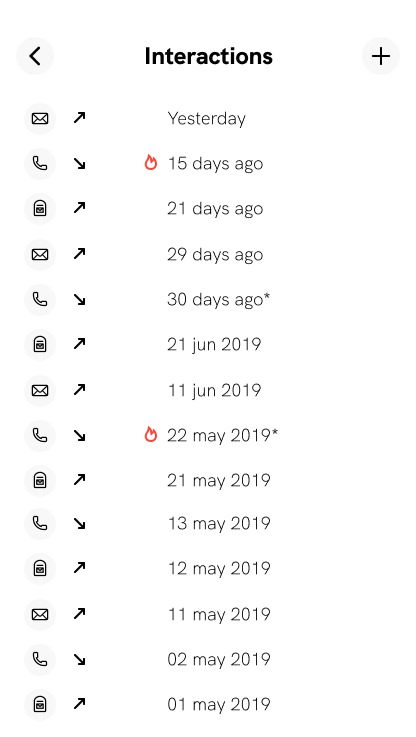 Interactions
Yesterday
15 days ago
21 days ago
29 days ago
30 days ago*
21 jun 2019
11 jun 2019
22 may 2019*
21 may 2019
13 may 2019
12 may 2019
11 may 2019
02 may 2019
01 may 2019